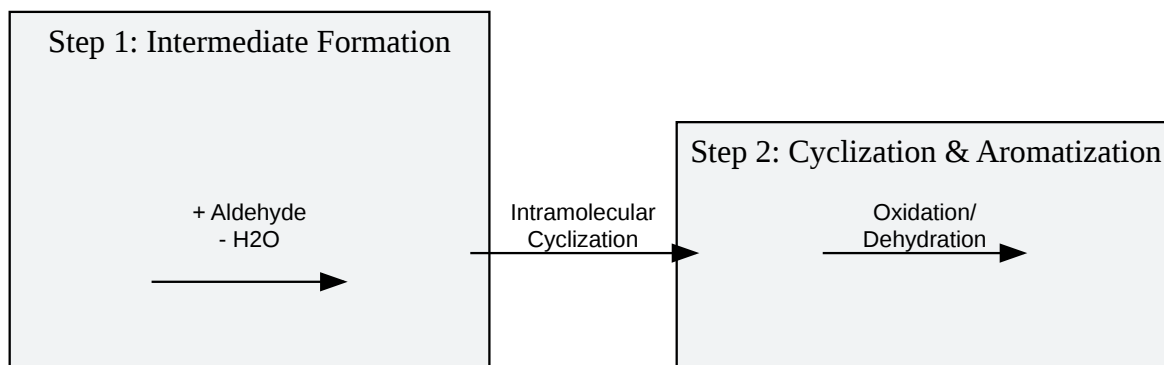 Step 1: Intermediate Formation
+ Aldehyde
- H2O
Intramolecular
Cyclization
Step 2: Cyclization & Aromatization
Oxidation/
Dehydration